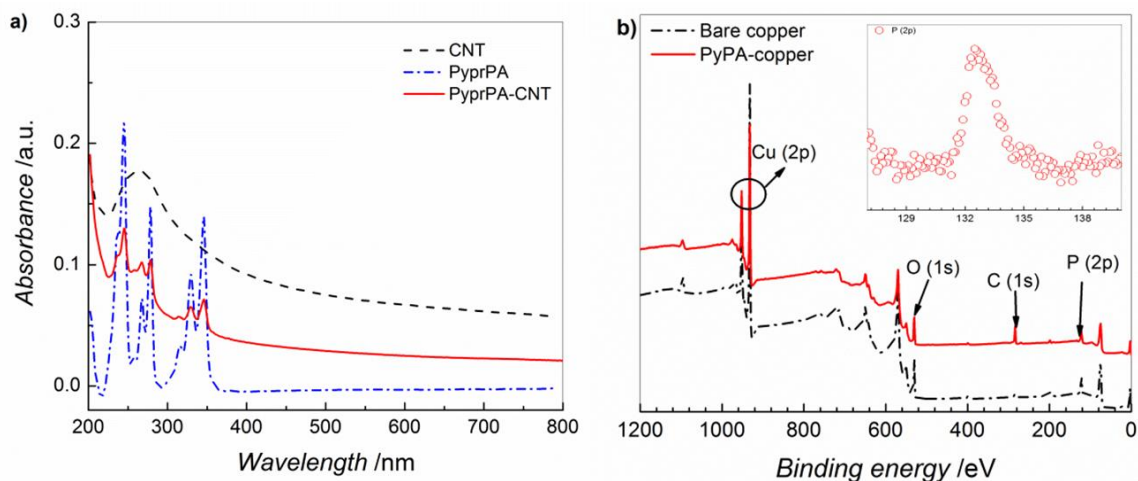 a)
0.3
0.2
0.1
0.0
Absorbance /a.u.
CNT
PyprPA
PyprPA-CNT
200 300 400 500 600 700 800
Wavelength /nm
b)
Bare copper
PyPA-copper
P (2p)
129 132 135 138
Cu (2p)
O (1s)
C (1s)
P (2p)
1200 1000 800 600 400 200 0
Binding energy /eV